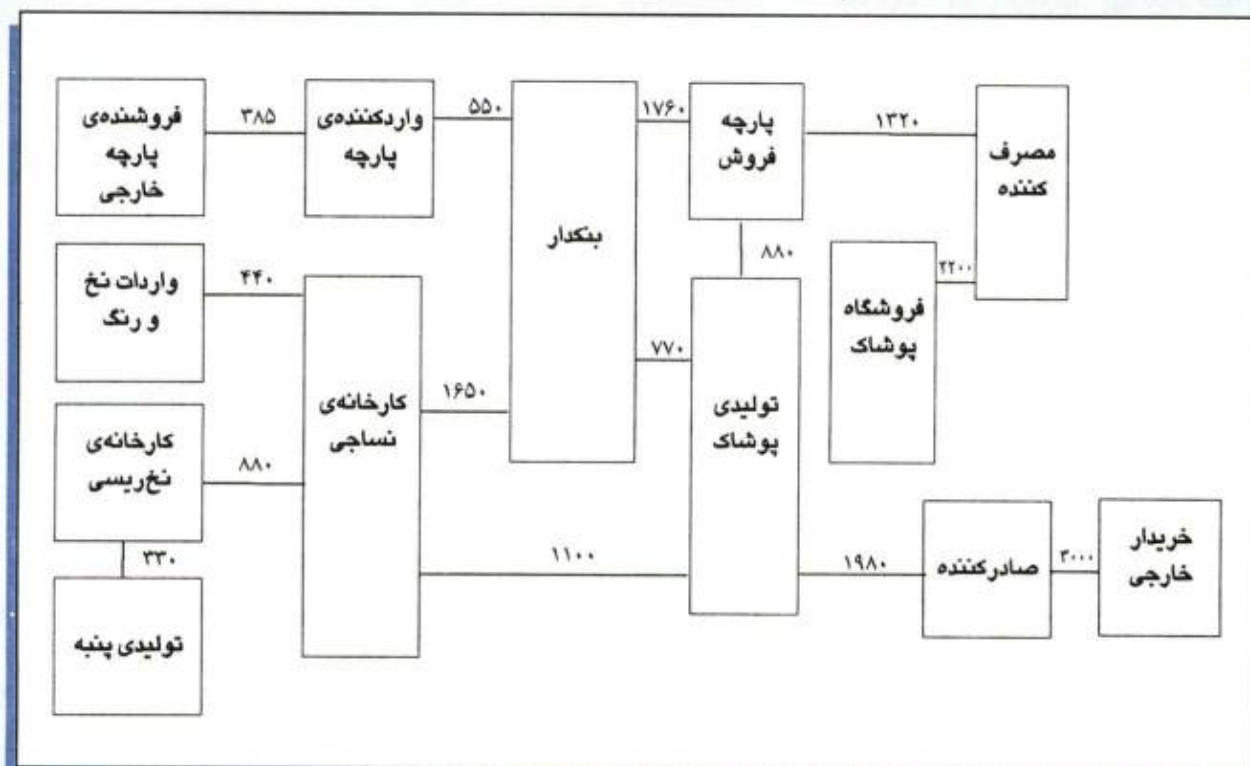 فروشنده‌ی
پارچه
خارجی
۳۸۵
واردکننده‌ی
پارچه
۵۵۰
بنکدار
۱۷۶۰
پارچه
فروش
۱۳۲۰
مصرف
کننده
واردات نخ
و رنگ
۴۴۰
کارخانه‌ی
نساجی
۱۶۵۰
۷۷۰
۸۸۰
تولیدی
پوشاک
فروشگاه
پوشاک
۲۲۰۰
کارخانه‌ی
نخ‌ریسی
۸۸۰
۳۳۰
تولیدی پنبه
۱۱۰۰
۱۹۸۰
صادرکننده
۳۰۰۰
خریدار
خارجی